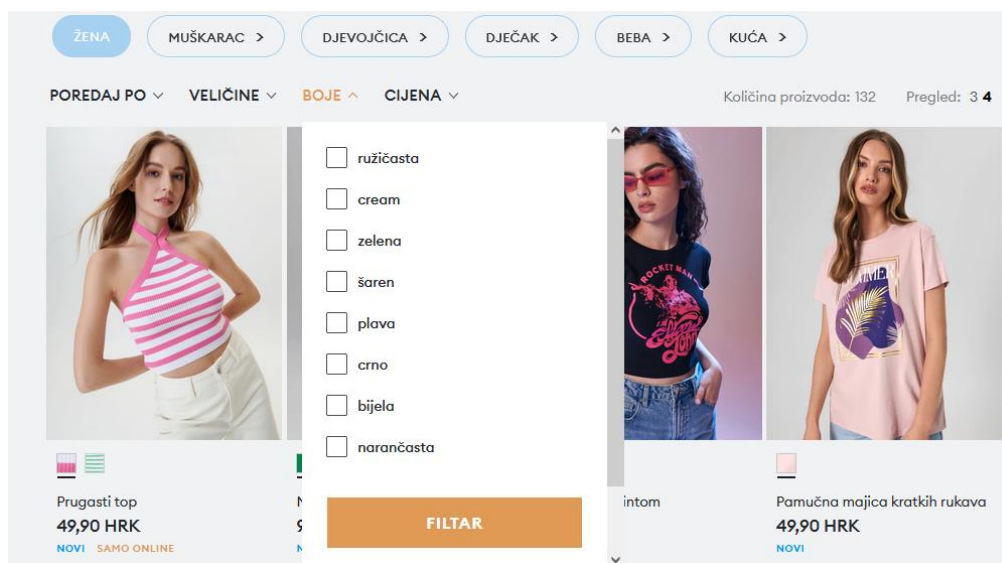 ŽENA
MUŠKARAC >
DJEVOJČICA >
DJEČAK >
BEBA >
KUĆA >
POREDAJ PO
VELIČINE
BOJE
CIJENA
Količina proizvoda: 132
Pregled: 3 4
ružičasta
cream
zelena
šaren
plava
crno
bijela
narančasta
FILTAR
ROCKET MAN
Prugasti top
49,90 HRK
NOVI SAMO ONLINE
intom
Pamučna majica kratkih rukava
49,90 HRK
NOVI